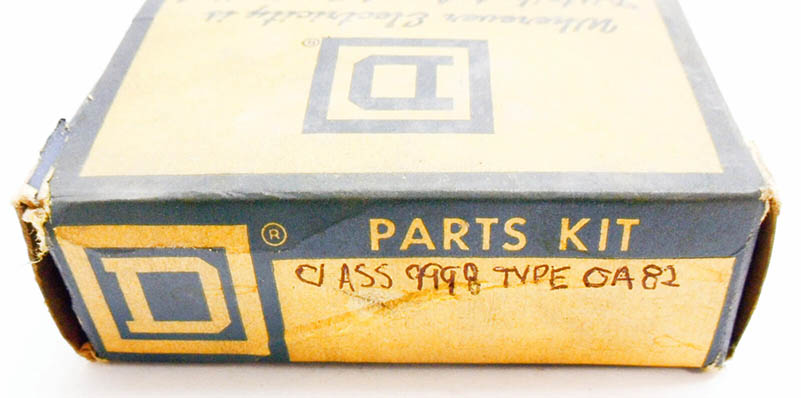 Wherever Electricity is
D
®
D
®
PARTS KIT
CLASS 9998 TYPE OA82